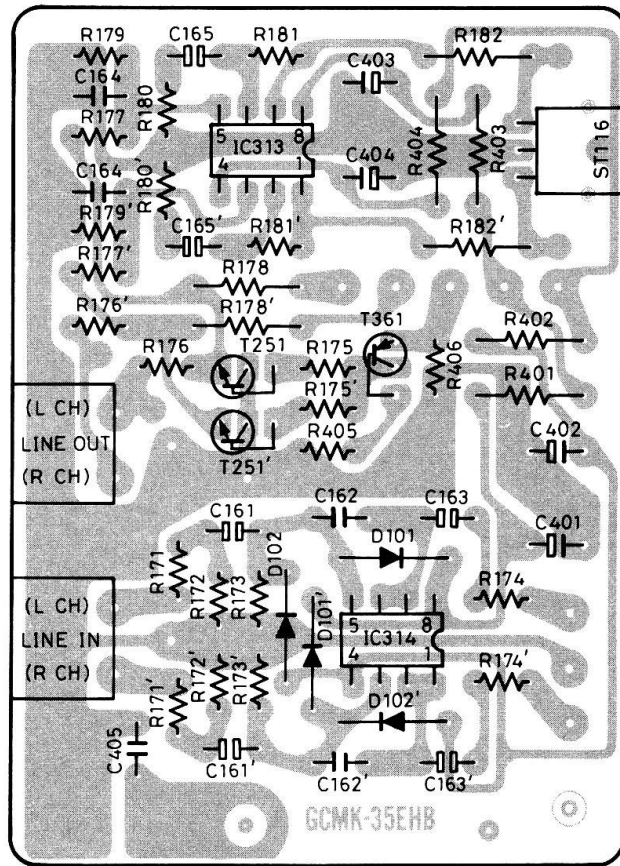 R179
C165
R181
R182
C403
C164
R180
R177
5
8
IC313
4
1
R404
R403
ST116
C164
R180'
C404
R179'
C165'
R181'
R182'
R177'
R178
R176'
R178'
T361
R176
T251
R175
R406
R402
R175'
R401
(L CH)
LINE OUT
(R CH)
T251'
R405
C402
C161
C162
C163
D102
D101
C401
R171
R172
R173
R174
(L CH)
LINE IN
(R CH)
D101'
5
8
IC314
4
1
R171'
R172'
R173'
R174'
D102'
C405
C161'
C162'
C163'
GCMK-35EHB